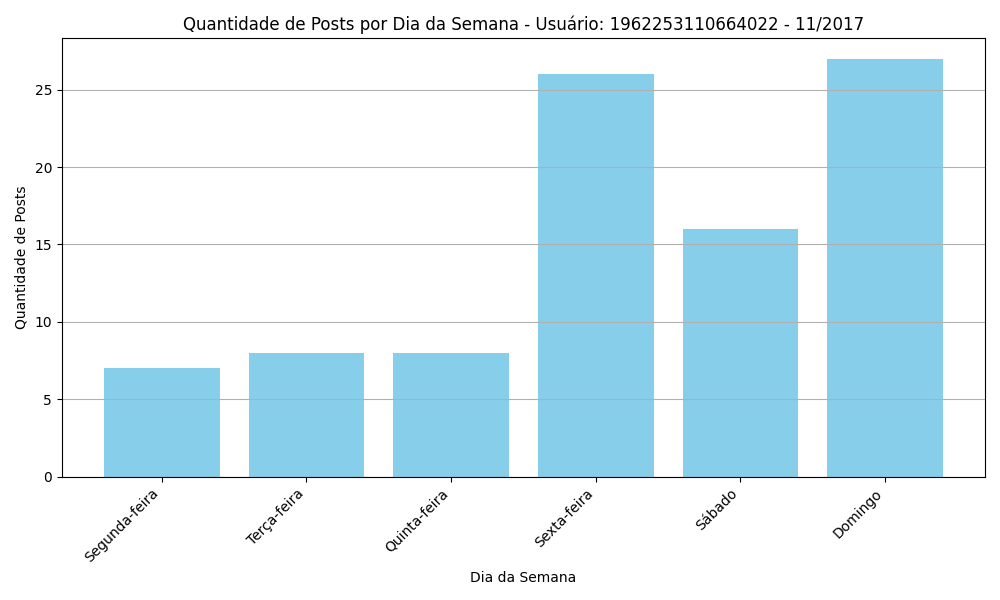 Quantidade de Posts por Dia da Semana - Usuário: 1962253110664022 - 11/2017
Quantidade de Posts
25
20
15
10
5
0
Segunda-feira
Terça-feira
Quinta-feira
Sexta-feira
Sábado
Domingo
Dia da Semana